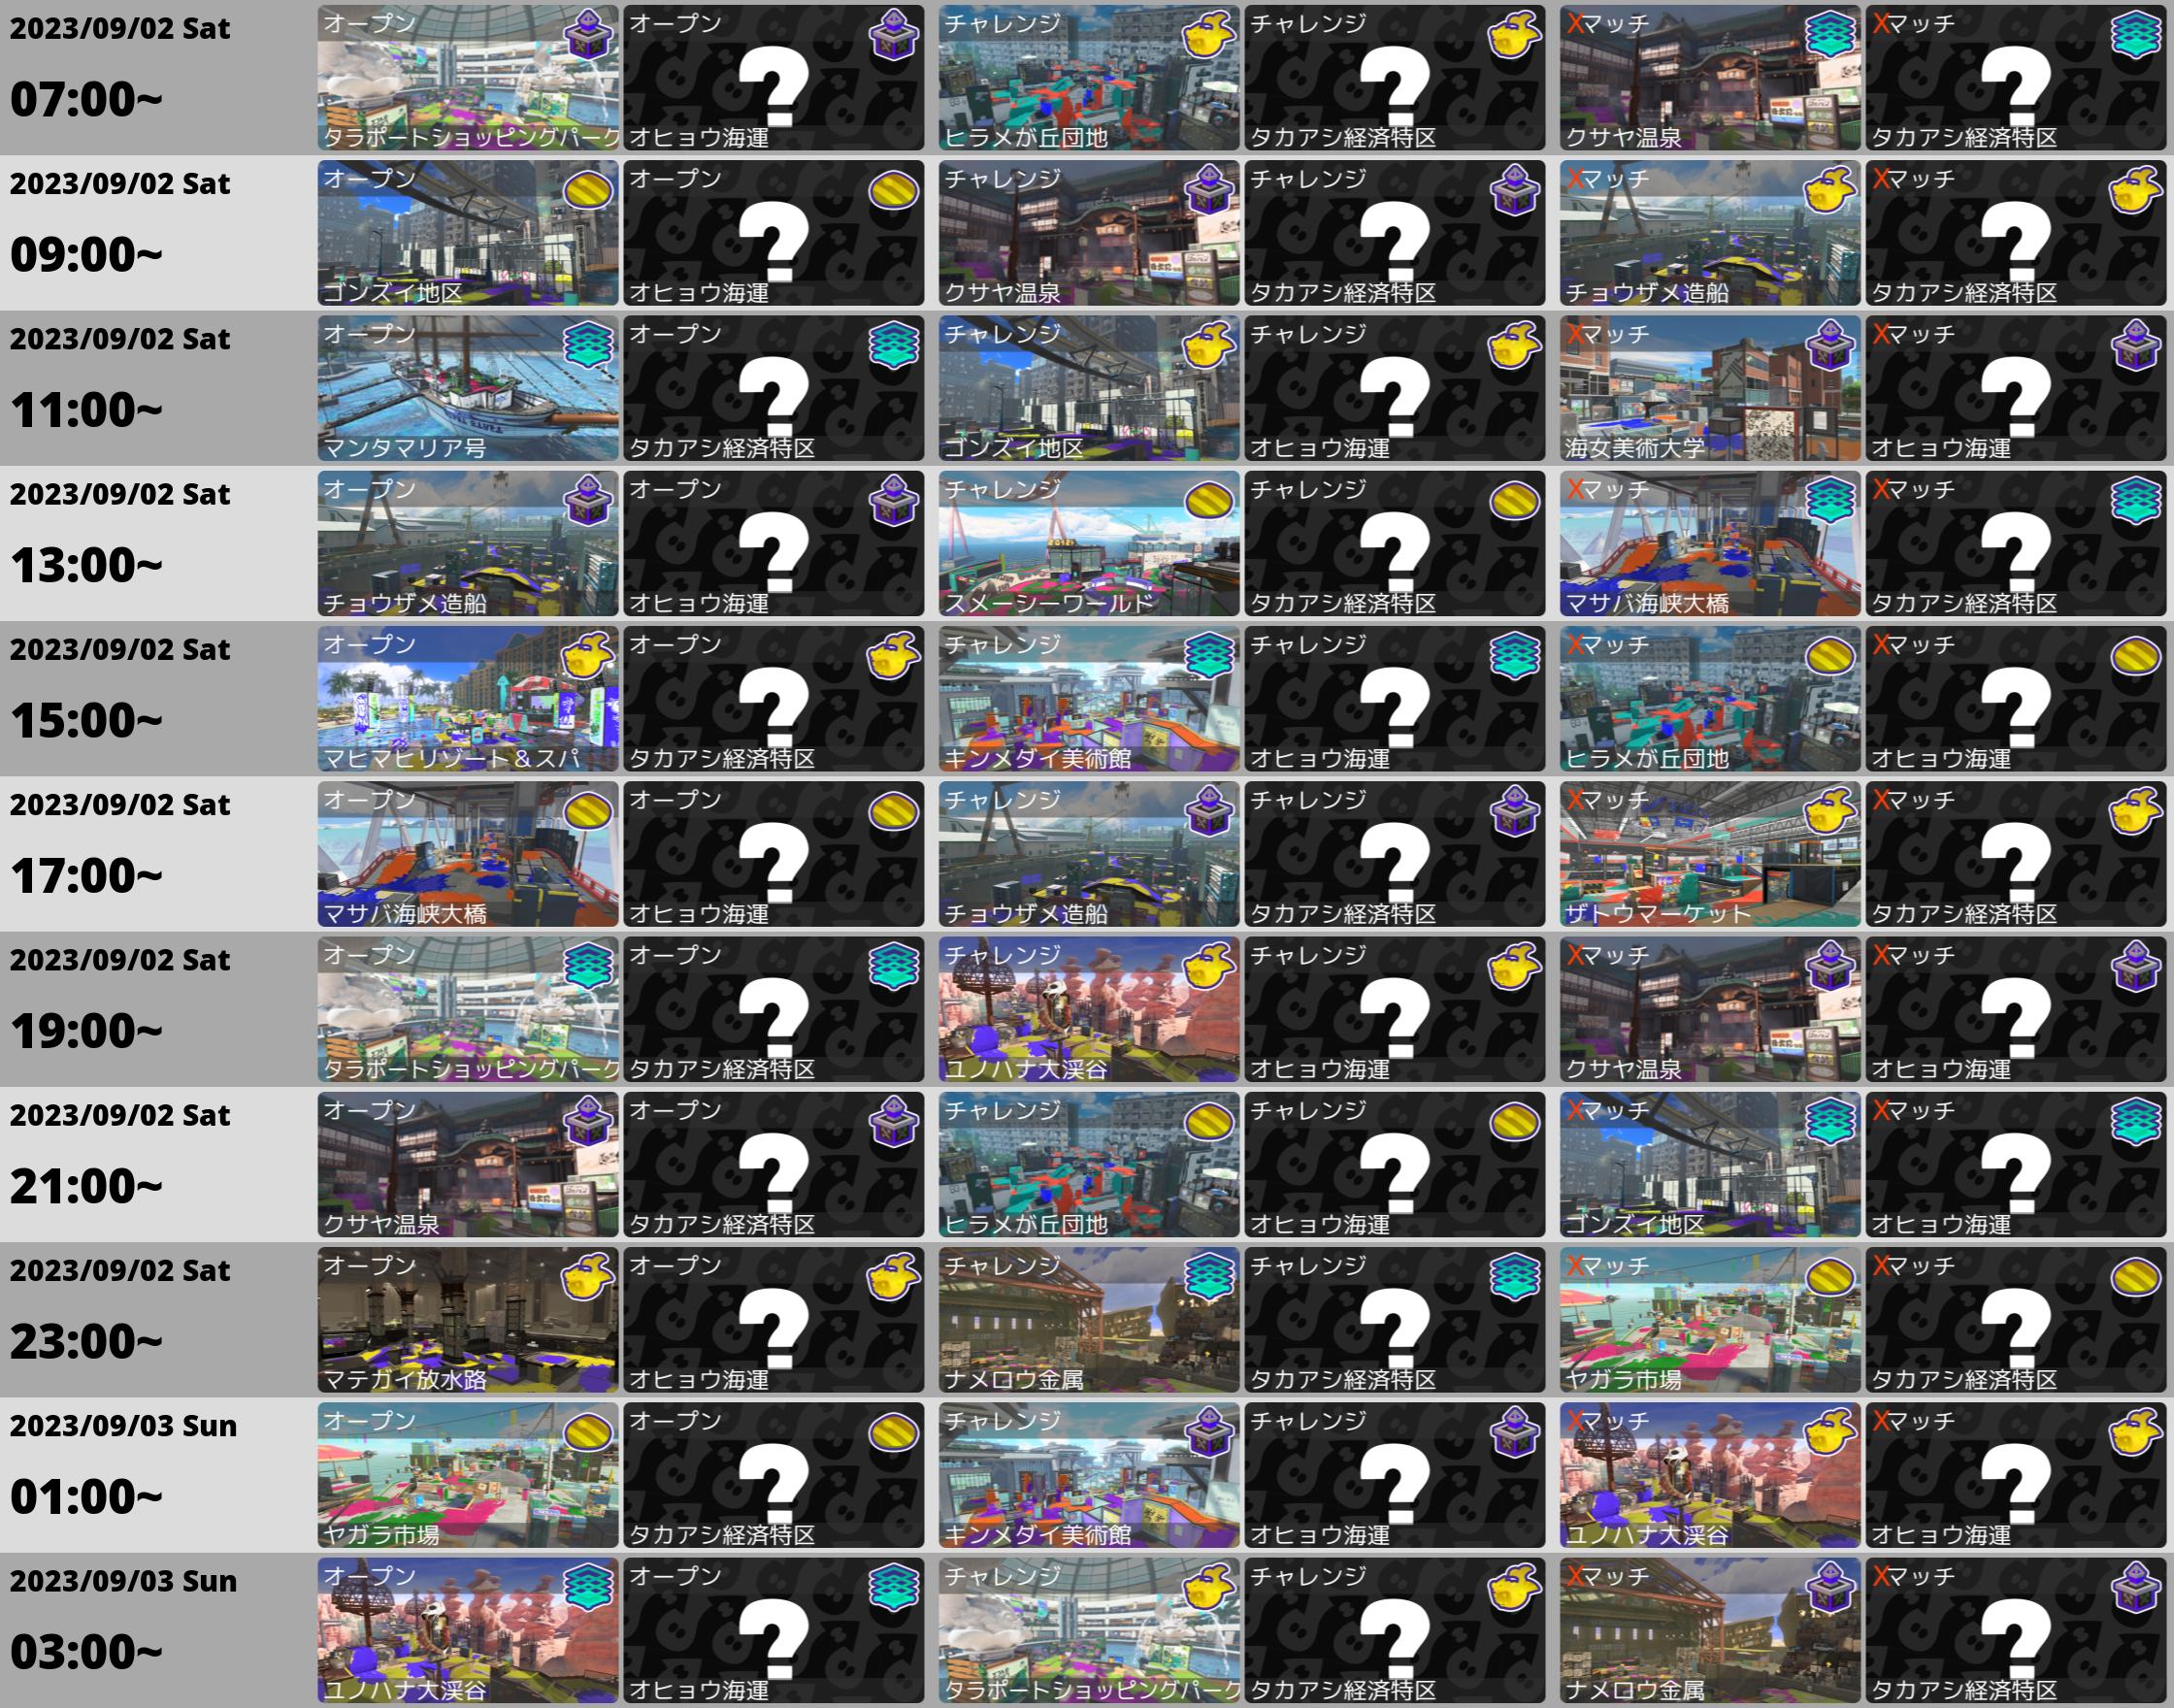 2023/09/02 Sat
07:00~
オープン
タラポートショッピングパーク
オープン
オヒョウ海運
チャレンジ
ヒラメが丘団地
チャレンジ
タカアシ経済特区
Xマッチ
クサヤ温泉
Xマッチ
タカアシ経済特区
2023/09/02 Sat
09:00~
オープン
ゴンズイ地区
オープン
オヒョウ海運
チャレンジ
クサヤ温泉
チャレンジ
タカアシ経済特区
Xマッチ
チョウザメ造船
Xマッチ
タカアシ経済特区
2023/09/02 Sat
11:00~
オープン
マンタマリア号
オープン
タカアシ経済特区
チャレンジ
ゴンズイ地区
チャレンジ
オヒョウ海運
Xマッチ
海女美術大学
Xマッチ
オヒョウ海運
2023/09/02 Sat
13:00~
オープン
チョウザメ造船
オープン
オヒョウ海運
チャレンジ
スメーシーワールド
チャレンジ
タカアシ経済特区
Xマッチ
マサバ海峡大橋
Xマッチ
タカアシ経済特区
2023/09/02 Sat
15:00~
オープン
マヒマヒリゾート&スパ
オープン
タカアシ経済特区
チャレンジ
キンメダイ美術館
チャレンジ
オヒョウ海運
Xマッチ
ヒラメが丘団地
Xマッチ
オヒョウ海運
2023/09/02 Sat
17:00~
オープン
マサバ海峡大橋
オープン
オヒョウ海運
チャレンジ
チョウザメ造船
チャレンジ
タカアシ経済特区
Xマッチ
ザトウマーケット
Xマッチ
タカアシ経済特区
2023/09/02 Sat
19:00~
オープン
タラポートショッピングパーク
オープン
タカアシ経済特区
チャレンジ
ユノハナ大渓谷
チャレンジ
オヒョウ海運
Xマッチ
クサヤ温泉
Xマッチ
オヒョウ海運
2023/09/02 Sat
21:00~
オープン
クサヤ温泉
オープン
タカアシ経済特区
チャレンジ
ヒラメが丘団地
チャレンジ
オヒョウ海運
Xマッチ
ゴンズイ地区
Xマッチ
オヒョウ海運
2023/09/02 Sat
23:00~
オープン
マテガイ放水路
オープン
オヒョウ海運
チャレンジ
ナメロウ金属
チャレンジ
タカアシ経済特区
Xマッチ
ヤガラ市場
Xマッチ
タカアシ経済特区
2023/09/03 Sun
01:00~
オープン
ヤガラ市場
オープン
タカアシ経済特区
チャレンジ
キンメダイ美術館
チャレンジ
オヒョウ海運
Xマッチ
ユノハナ大渓谷
Xマッチ
オヒョウ海運
2023/09/03 Sun
03:00~
オープン
ユノハナ大渓谷
オープン
オヒョウ海運
チャレンジ
タラポートショッピングパーク
チャレンジ
タカアシ経済特区
Xマッチ
ナメロウ金属
Xマッチ
タカアシ経済特区